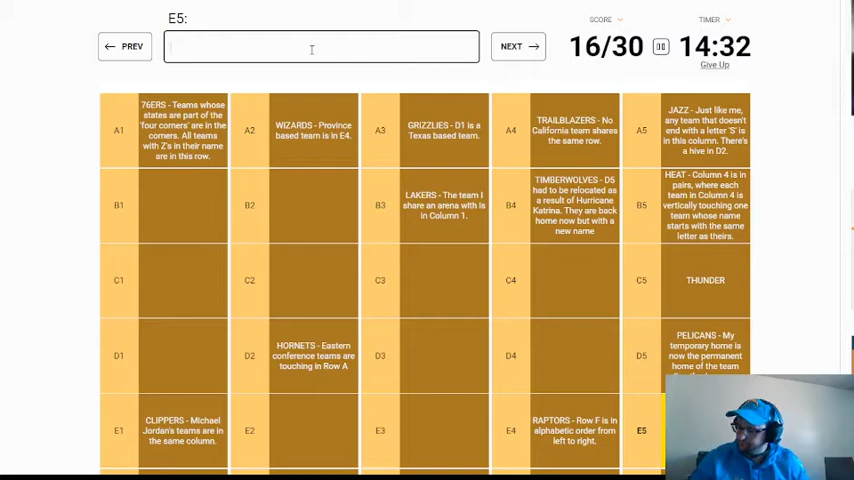 E5:
← PREV
NEXT →
SCORE
16/30
TIMER
14:32
Give Up
A1
76ERS - Teams whose
states are part of the
'four corners' are in the
corners. All teams
with Z's in their name
are in this row.
A2
WIZARDS - Province
based team is in E4.
A3
GRIZZLIES - D1 is a
Texas based team.
A4
TRAILBLAZERS - No
California team shares
the same row.
A5
JAZZ - Just like me,
any team that doesn't
end with a letter 'S' is
in this column. There's
a hive in D2.
B1
B2
B3
LAKERS - The team I
share an arena with is
in Column 1.
B4
TIMBERWOLVES - D5
had to be relocated as
a result of Hurricane
Katrina. They are back
home now but with a
new name
B5
HEAT - Column 4 is in
pairs, where each
team in Column 4 is
vertically touching one
team whose name
starts with the same
letter as theirs.
C1
C2
C3
C4
C5
THUNDER
D1
D2
HORNETS - Eastern
conference teams are
touching in Row A
D3
D4
D5
PELICANS - My
temporary home is
now the permanent
home of the team
E1
CLIPPERS - Michael
Jordan's teams are in
the same column.
E2
E3
E4
RAPTORS - Row F is in
alphabetic order from
left to right.
E5